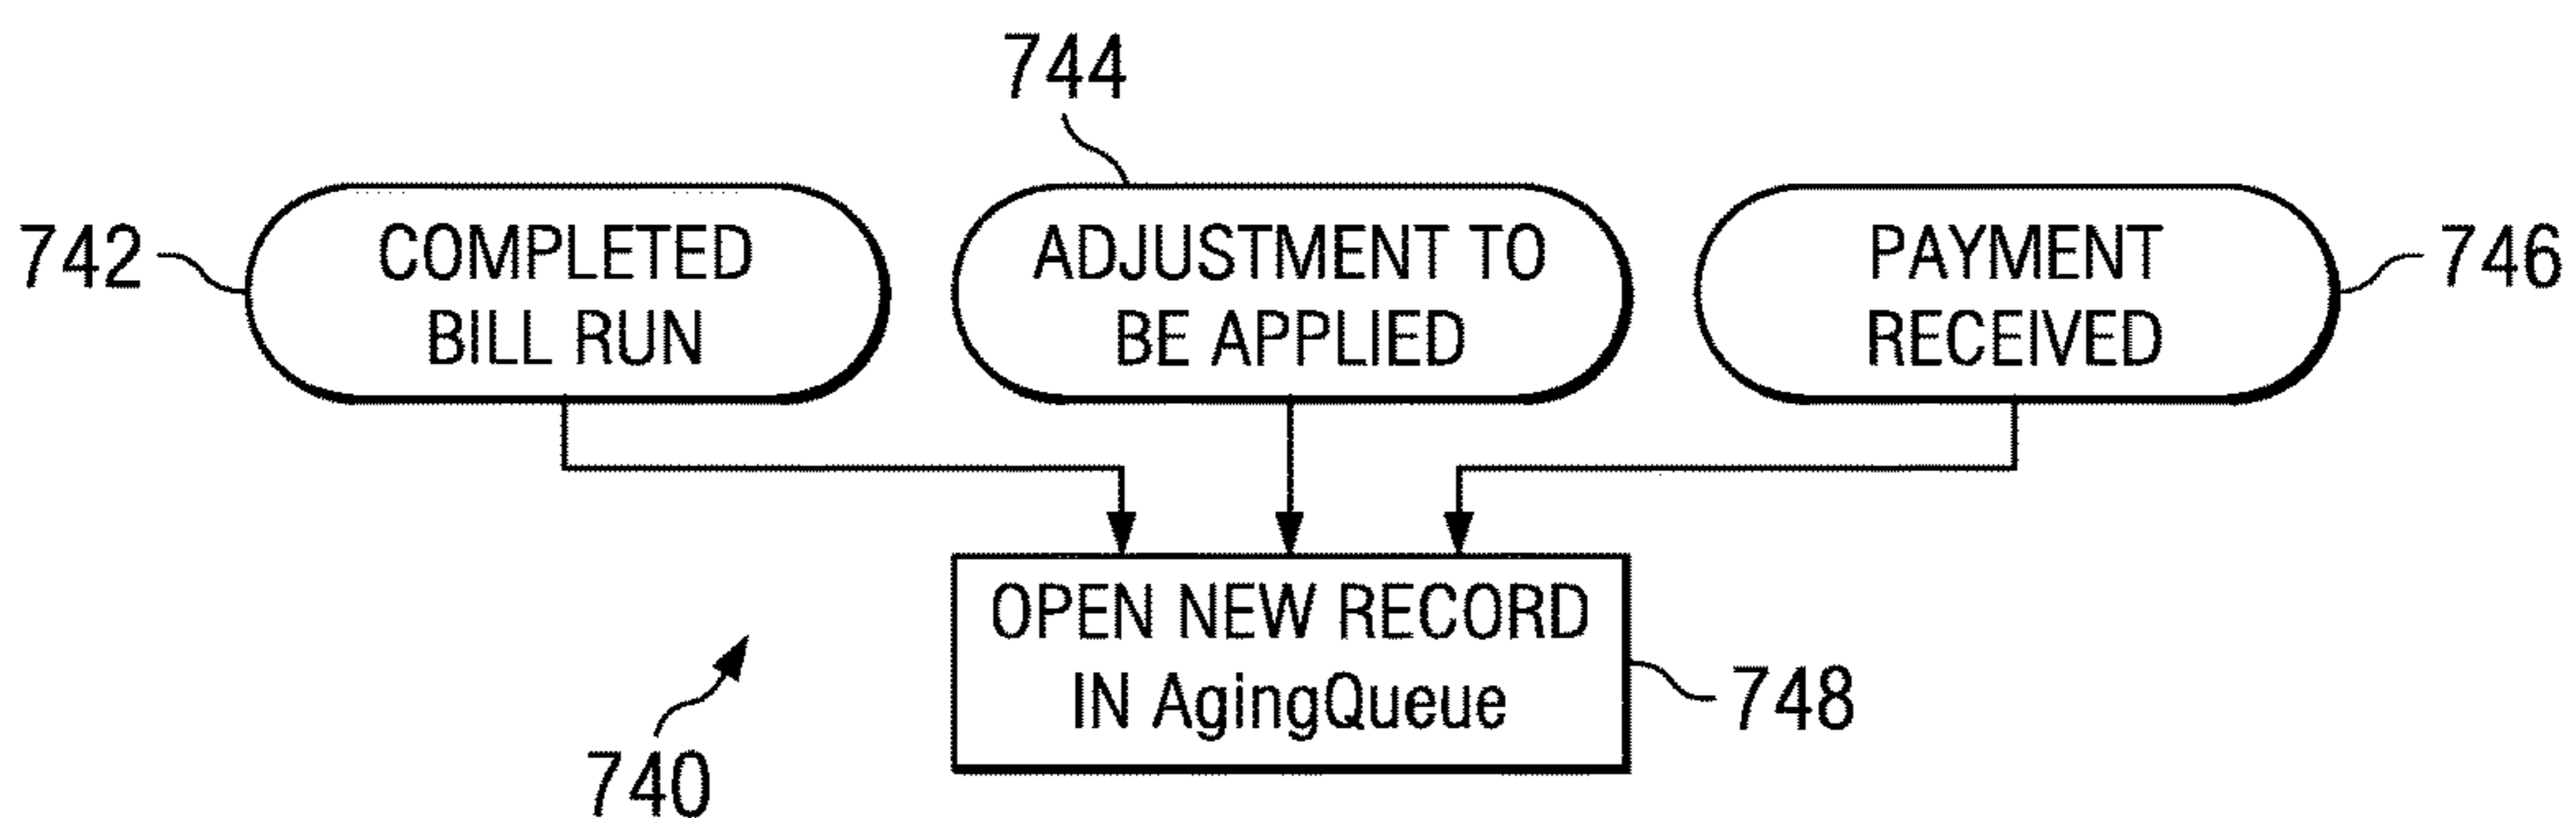 744
742
COMPLETED
BILL RUN
ADJUSTMENT TO
BE APPLIED
PAYMENT
RECEIVED
746
OPEN NEW RECORD
IN AgingQueue
748
740